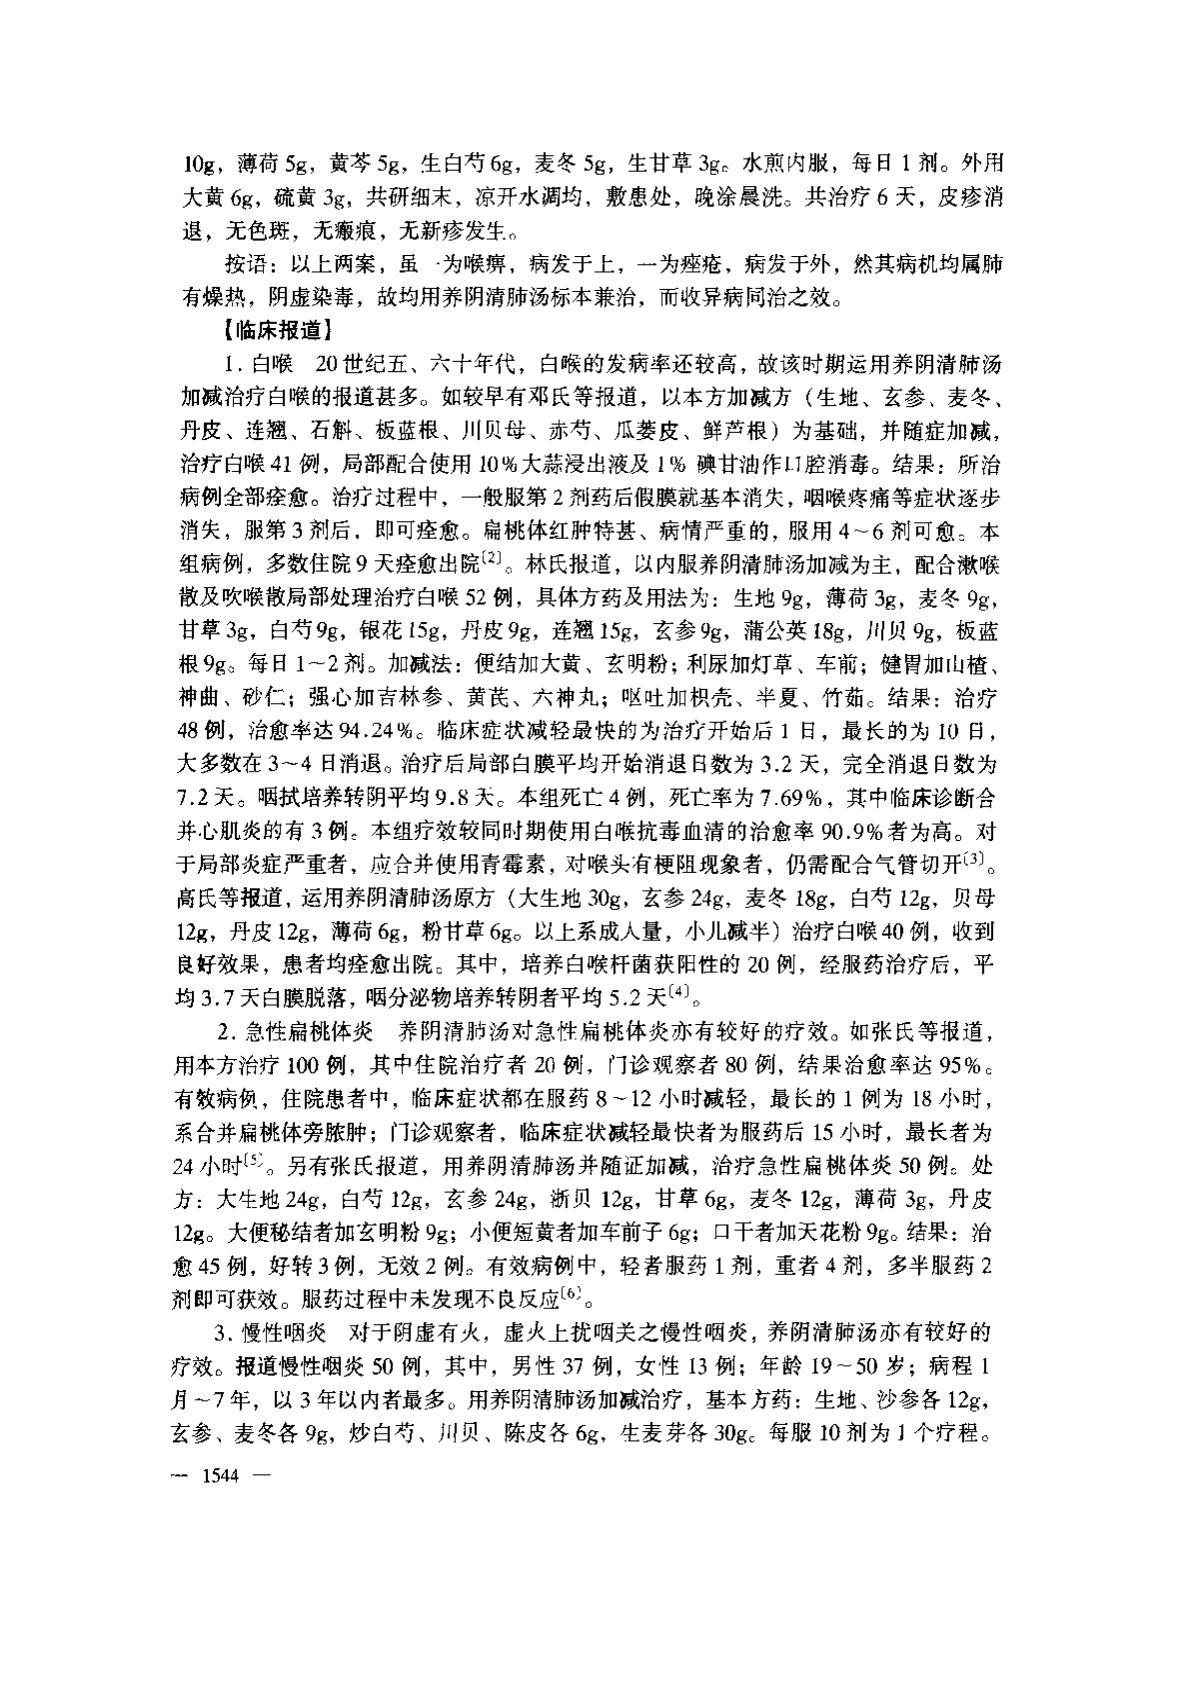 10g，薄荷 5g，黄芩 5g，生白芍 6g，麦冬 5g，生甘草 3g。水煎内服，每日 1 剂。外用
大黄 6g，硫黄 3g，共研细末，凉开水调均，敷患处，晚涂晨洗。共治疗 6 天，皮疹消
退，无色斑，无瘢痕，无新疹发生。
按语：以上两案，虽一为喉痹，病发于上，一为痤疮，病发于外，然其病机均属肺
有燥热，阴虚染毒，故均用养阴清肺汤标本兼治，而收异病同治之效。
【临床报道】
1. 白喉　20 世纪五、六十年代，白喉的发病率还较高，故该时期运用养阴清肺汤
加减治疗白喉的报道甚多。如较早有邓氏等报道，以本方加减方（生地、玄参、麦冬、
丹皮、连翘、石斛、板蓝根、川贝母、赤芍、瓜蒌皮、鲜芦根）为基础，并随症加减，
治疗白喉 41 例，局部配合使用 10％大蒜浸出液及 1％ 碘甘油作口腔消毒。结果：所治
病例全部痊愈。治疗过程中，一般服第 2 剂药后假膜就基本消失，咽喉疼痛等症状逐步
消失，服第 3 剂后，即可痊愈。扁桃体红肿特甚、病情严重的，服用 4～6 剂可愈。本
组病例，多数住院 9 天痊愈出院〔2〕。林氏报道，以内服养阴清肺汤加减为主，配合漱喉
散及吹喉散局部处理治疗白喉 52 例，具体方药及用法为：生地 9g，薄荷 3g，麦冬 9g，
甘草 3g，白芍 9g，银花 15g，丹皮 9g，连翘 15g，玄参 9g，蒲公英 18g，川贝 9g，板蓝
根 9g。每日 1～2 剂。加减法：便结加大黄、玄明粉；利尿加灯草、车前；健胃加山楂、
神曲、砂仁；强心加吉林参、黄芪、六神丸；呕吐加枳壳、半夏、竹茹。结果：治疗
48 例，治愈率达 94.24％。临床症状减轻最快的为治疗开始后 1 日，最长的为 10 日，
大多数在 3～4 日消退。治疗后局部白膜平均开始消退日数为 3.2 天，完全消退日数为
7.2 天。咽拭培养转阴平均 9.8 天。本组死亡 4 例，死亡率为 7.69％，其中临床诊断合
并心肌炎的有 3 例。本组疗效较同时期使用白喉抗毒血清的治愈率 90.9％者为高。对
于局部炎症严重者，应合并使用青霉素，对喉头有梗阻现象者，仍需配合气管切开〔3〕。
高氏等报道，运用养阴清肺汤原方（大生地 30g，玄参 24g，麦冬 18g，白芍 12g，贝母
12g，丹皮 12g，薄荷 6g，粉甘草 6g。以上系成人量，小儿减半）治疗白喉 40 例，收到
良好效果，患者均痊愈出院。其中，培养白喉杆菌获阳性的 20 例，经服药治疗后，平
均 3.7 天白膜脱落，咽分泌物培养转阴者平均 5.2 天〔4〕。
2. 急性扁桃体炎　养阴清肺汤对急性扁桃体炎亦有较好的疗效。如张氏等报道，
用本方治疗 100 例，其中住院治疗者 20 例，门诊观察者 80 例，结果治愈率达 95％。
有效病例，住院患者中，临床症状都在服药 8～12 小时减轻，最长的 1 例为 18 小时，
系合并扁桃体旁脓肿；门诊观察者，临床症状减轻最快者为服药后 15 小时，最长者为
24 小时〔5〕。另有张氏报道，用养阴清肺汤并随证加减，治疗急性扁桃体炎 50 例。处
方：大生地 24g，白芍 12g，玄参 24g，浙贝 12g，甘草 6g，麦冬 12g，薄荷 3g，丹皮
12g。大便秘结者加玄明粉 9g；小便短黄者加车前子 6g；口干者加天花粉 9g。结果：治
愈 45 例，好转 3 例，无效 2 例。有效病例中，轻者服药 1 剂，重者 4 剂，多半服药 2
剂即可获效。服药过程中未发现不良反应〔6〕。
3. 慢性咽炎　对于阴虚有火，虚火上扰咽关之慢性咽炎，养阴清肺汤亦有较好的
疗效。报道慢性咽炎 50 例，其中，男性 37 例，女性 13 例；年龄 19～50 岁；病程 1
月～7 年，以 3 年以内者最多。用养阴清肺汤加减治疗，基本方药：生地、沙参各 12g，
玄参、麦冬各 9g，炒白芍、川贝、陈皮各 6g，生麦芽各 30g。每服 10 剂为 1 个疗程。
— 1544 —